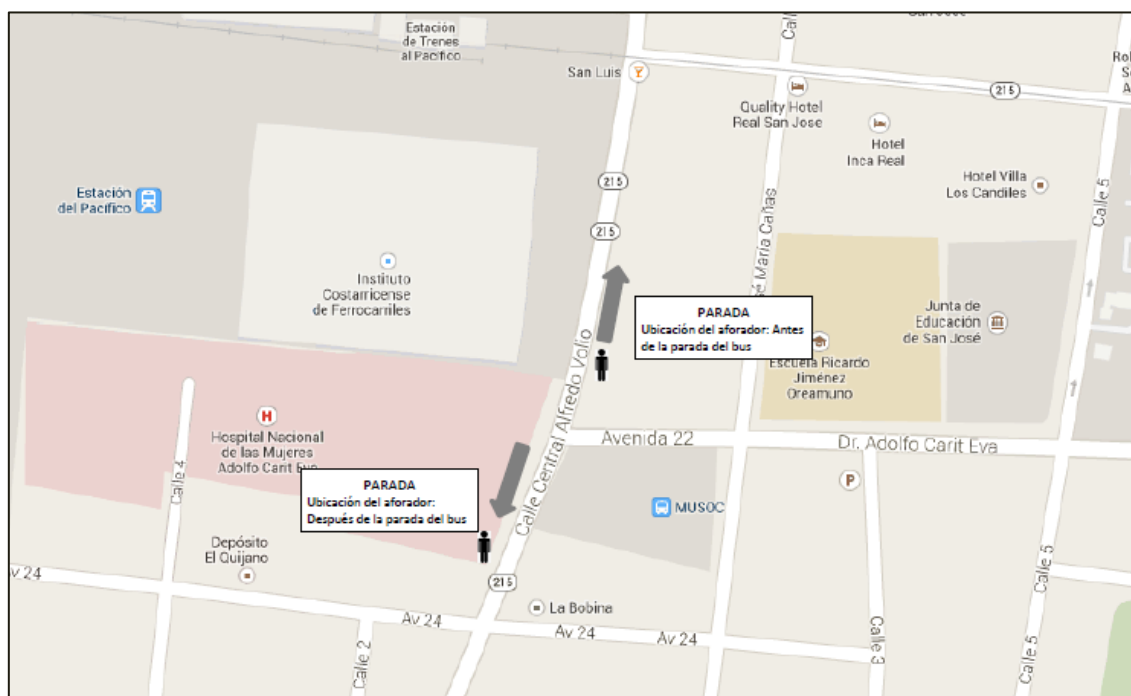 Estación
de Trenes
al Pacífico
San Luis
215
Quality Hotel
Real San Jose
Hotel
Inca Real
Hotel Villa
Los Candiles
Calle 5
Estación
del Pacífico
215
215
José María Cañas
Instituto
Costarricense
de Ferrocarriles
PARADA
Ubicación del aforador: Antes
de la parada del bus
Junta de
Educación
de San José
Escuela Ricardo
Jiménez
Oreamuno
Calle Central Alfredo Volio
H
Hospital Nacional
de las Mujeres
Adolfo Carit Eva
Avenida 22
Dr. Adolfo Carit Eva
Calle 4
PARADA
Ubicación del aforador:
Después de la parada del bus
P
MUSOC
Depósito
El Quijano
Av 24
215
La Bobina
Av 24
Av 24
Av 24
Calle 2
Calle 3
Calle 5
Calle 5